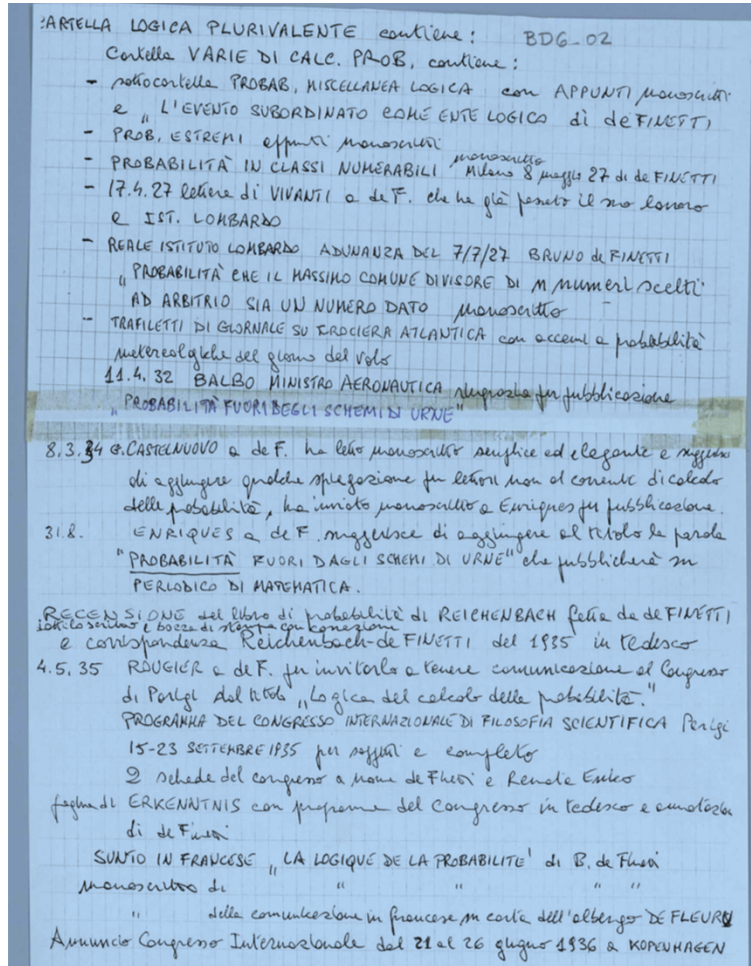 CARTELLA LOGICA PLURIVALENTE contiene: BDG-02
Cartella VARIE DI CALC. PROB, contiene:
- sottocartella PROBAB, MISCELLANEA LOGICA con APPUNTI manoscritti
e „L'EVENTO SUBORDINATO COME ENTE LOGICO di de FINETTI
- PROB, ESTREMI appunti manoscritti
- PROBABILITÀ IN CLASSI NUMERABILI manoscritto Milano 8 maggio 27 di de FINETTI
- 17.4.27 lettere di VIVANTI a de F. che ha già il suo lavoro
e IST. LOMBARDO
- REALE ISTITUTO LOMBARDO ADUNANZA DEL 7/7/27 BRUNO de FINETTI
„PROBABILITÀ CHE IL MASSIMO COMUNE DIVISORE DI n numeri scelti
AD ARBITRIO SIA UN NUMERO DATO manoscritto
- TRAFILETTI DI GIORNALE SU CROCIERA ATLANTICA con accenni a probabilità
metereologiche del giorno del volo
11.4.32 BALBO MINISTRO AERONAUTICA ringrazia per pubblicazione
„PROBABILITÀ FUORI DEGLI SCHEMI DI URNE"
8.3.34 G. CASTELNUOVO a de F. ha letto manoscritto semplice ed elegante e
di aggiungere qualche spiegazione per lettori non al corrente di calcolo
delle probabilità, ha inviato manoscritto a Enriques per pubblicazione.
31.8. ENRIQUES a de F. suggerisce di aggiungere al titolo la parola
"PROBABILITÀ FUORI DAGLI SCHEMI DI URNE" che pubblicherà su
PERIODICO DI MATEMATICA.
RECENSIONE del libro di probabilità di REICHENBACH fatta da de FINETTI
e bozze di stampa con correzioni
e corrispondenza Reichenbach-de FINETTI del 1935 in tedesco
4.5.35 ROUGIER a de F. per invitarlo a tenere comunicazione al Congresso
di Parigi dal titolo „Logica del calcolo delle probabilità."
PROGRAMMA DEL CONGRESSO INTERNAZIONALE DI FILOSOFIA SCIENTIFICA Parigi
15-23 SETTEMBRE 1935 per e completo
2 schede del congresso a nome de Finetti e Renata Errico
di ERKENNTNIS con programma del Congresso in tedesco e annotazioni
di de Finetti
SUNTO IN FRANCESE „LA LOGIQUE DE LA PROBABILITE' di B. de Finetti
manoscritto di " " " "
" della comunicazione in francese su carta dell'albergo DE FLEURY
Annuncio Congresso Internazionale dal 21 al 26 giugno 1936 a KOPENHAGEN